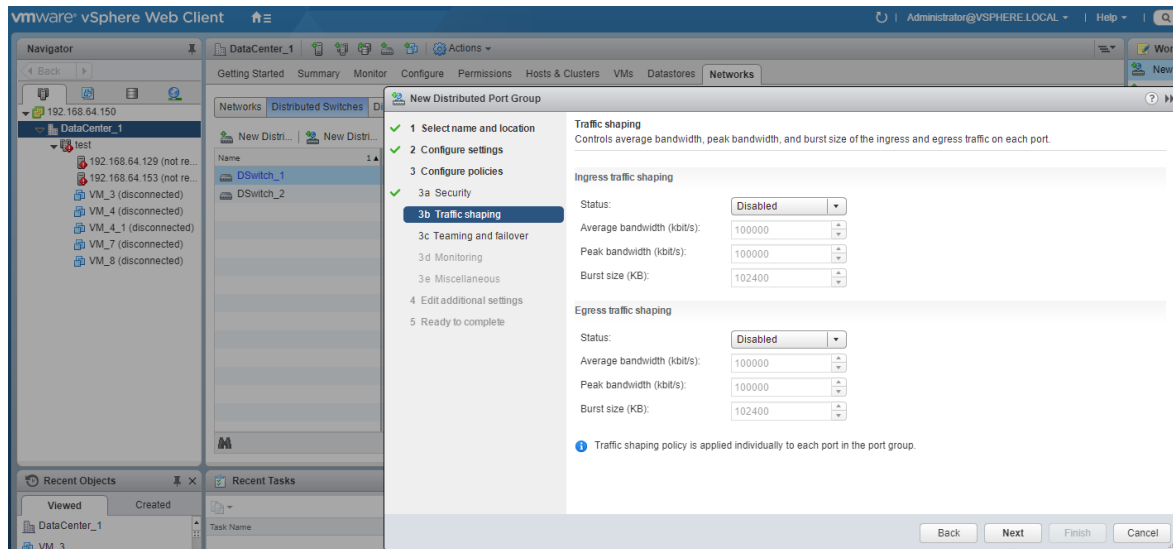 vmware® vSphere Web Client
Administrator@VSPHERE.LOCAL
Help
Navigator
Back
192.168.64.150
DataCenter_1
test
192.168.64.129 (not re...
192.168.64.153 (not re...
VM_3 (disconnected)
VM_4 (disconnected)
VM_4_1 (disconnected)
VM_7 (disconnected)
VM_8 (disconnected)
DataCenter_1
Actions
Getting Started Summary Monitor Configure Permissions Hosts & Clusters VMs Datastores Networks
Networks Distributed Switches Di
New Distri... New Distri...
Name 1
DSwitch_1
DSwitch_2
Wor
New
New Distributed Port Group
1 Select name and location
2 Configure settings
3 Configure policies
3a Security
3b Traffic shaping
3c Teaming and failover
3d Monitoring
3e Miscellaneous
4 Edit additional settings
5 Ready to complete
Traffic shaping
Controls average bandwidth, peak bandwidth, and burst size of the ingress and egress traffic on each port.
Ingress traffic shaping
Status: Disabled
Average bandwidth (kbit/s): 100000
Peak bandwidth (kbit/s): 100000
Burst size (KB): 102400
Egress traffic shaping
Status: Disabled
Average bandwidth (kbit/s): 100000
Peak bandwidth (kbit/s): 100000
Burst size (KB): 102400
Traffic shaping policy is applied individually to each port in the port group.
Back Next Finish Cancel
Recent Objects
Viewed Created
DataCenter_1
VM_3
Recent Tasks
Task Name